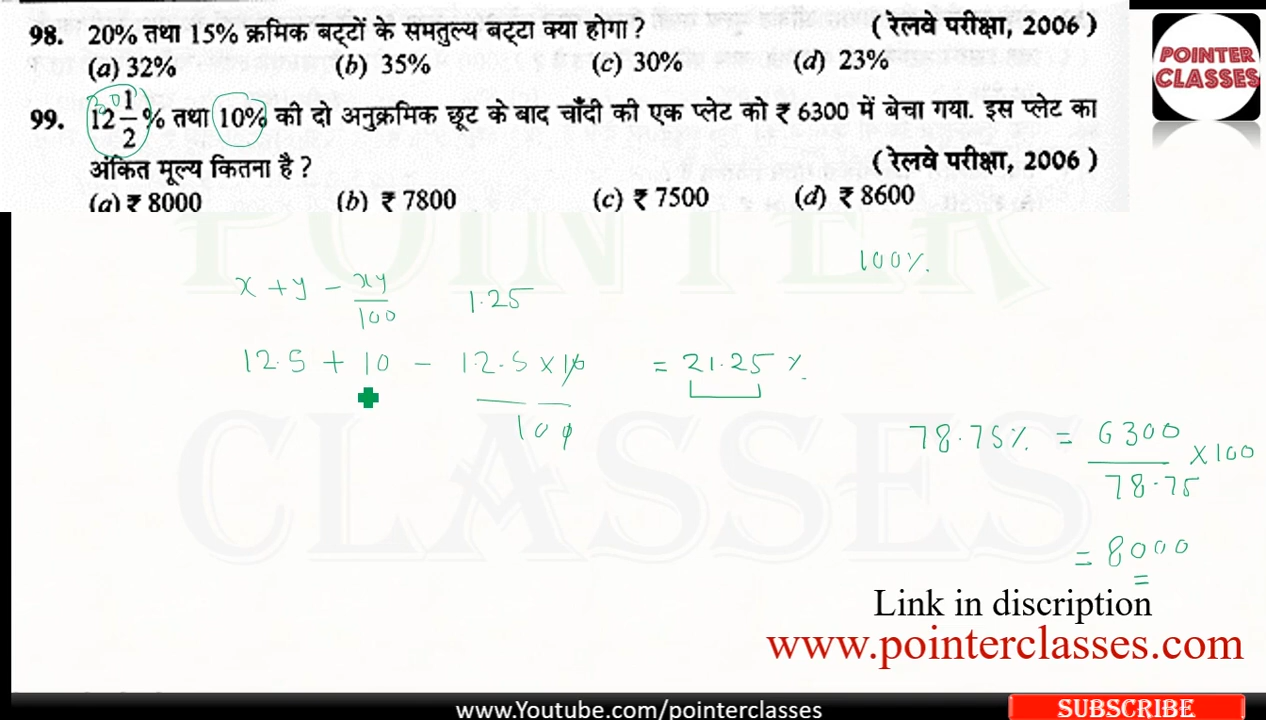 98. 20% तथा 15% क्रमिक बट्टों के समतुल्य बट्टा क्या होगा ? ( रेलवे परीक्षा, 2006 )
(a) 32% (b) 35% (c) 30% (d) 23%
99. 12 1/2 % तथा 10% की दो अनुक्रमिक छूट के बाद चाँदी की एक प्लेट को ₹ 6300 में बेचा गया. इस प्लेट का
अंकित मूल्य कितना है ? ( रेलवे परीक्षा, 2006 )
(a) ₹ 8000 (b) ₹ 7800 (c) ₹ 7500 (d) ₹ 8600
POINTER
CLASSES
POINTER
CLASSES
100%.
x + y - xy/100 1.25
12.5 + 10 - 12.5 × 10 / 100 = 21.25 %.
78.75% = 6300/78.75 × 100
= 8000
Link in discription
www.pointerclasses.com
www.Youtube.com/pointerclasses SUBSCRIBE